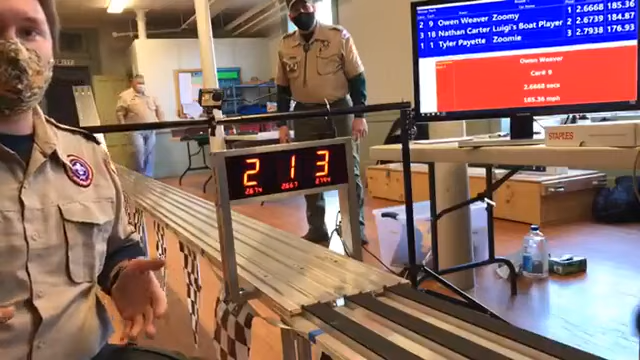 2 9 Owen Weaver Zoomy 1 2.6668 185.36
3 18 Nathan Carter Luigi's Boat Player 2 2.6739 184.87
1 1 Tyler Payette Zoomie 3 2.7938 176.93
Owen Weaver
Car# 9
2.6668 secs
185.36 mph
STAPLES
2 1 3
2.674 2.667 2.794